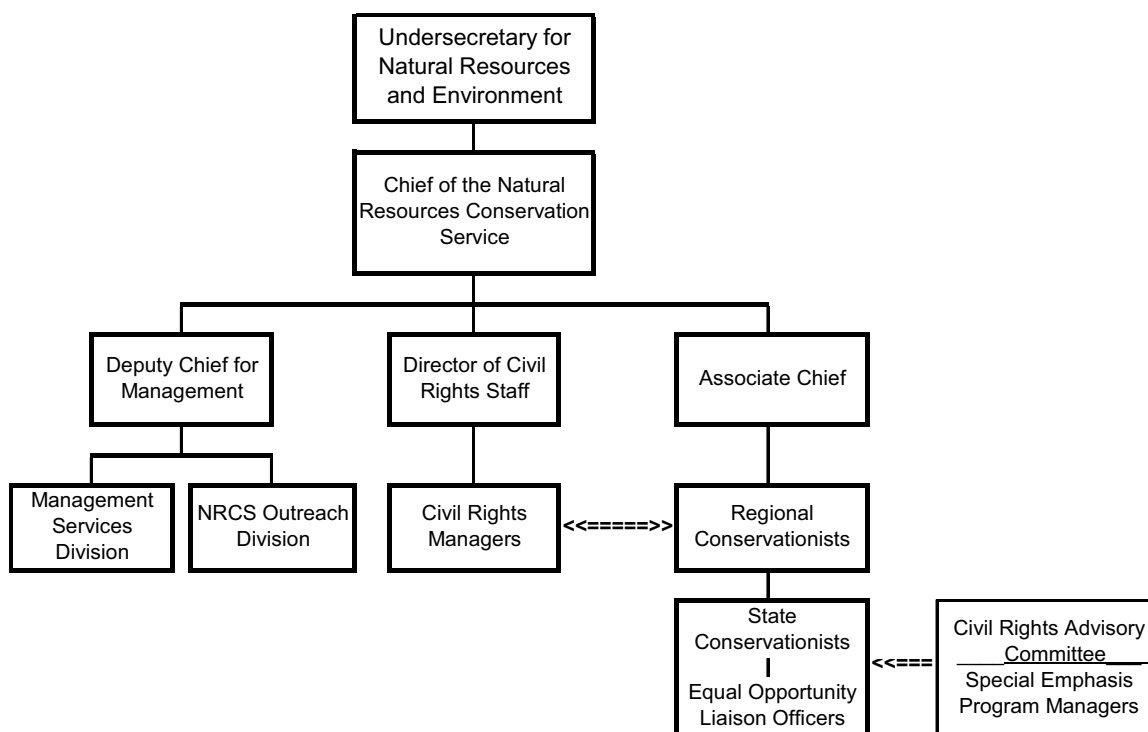 Undersecretary for
Natural Resources
and Environment
Chief of the Natural
Resources Conservation
Service
Deputy Chief for
Management
Director of Civil
Rights Staff
Associate Chief
Management
Services
Division
NRCS Outreach
Division
Civil Rights
Managers
<<=====>>
Regional
Conservationists
State
Conservationists
Equal Opportunity
Liaison Officers
<<===
Civil Rights Advisory
____Committee___
Special Emphasis
Program Managers